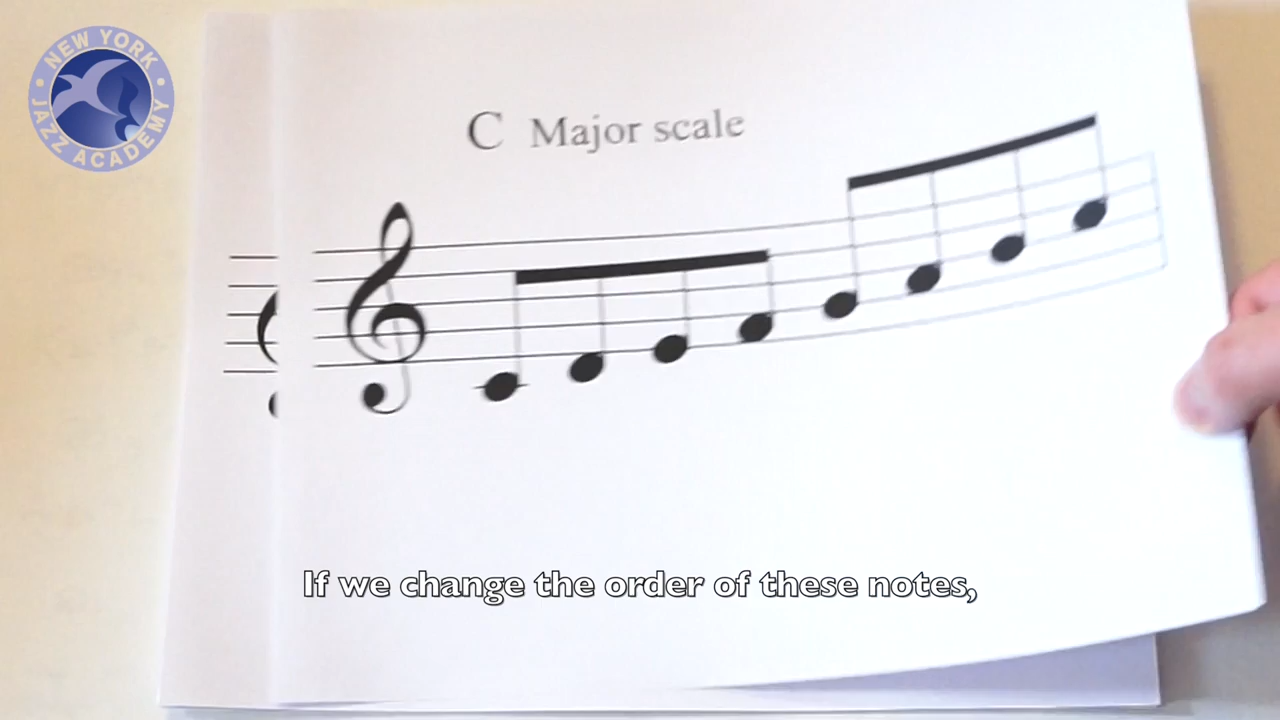 NEW YORK
JAZZ ACADEMY
C Major scale
If we change the order of these notes,